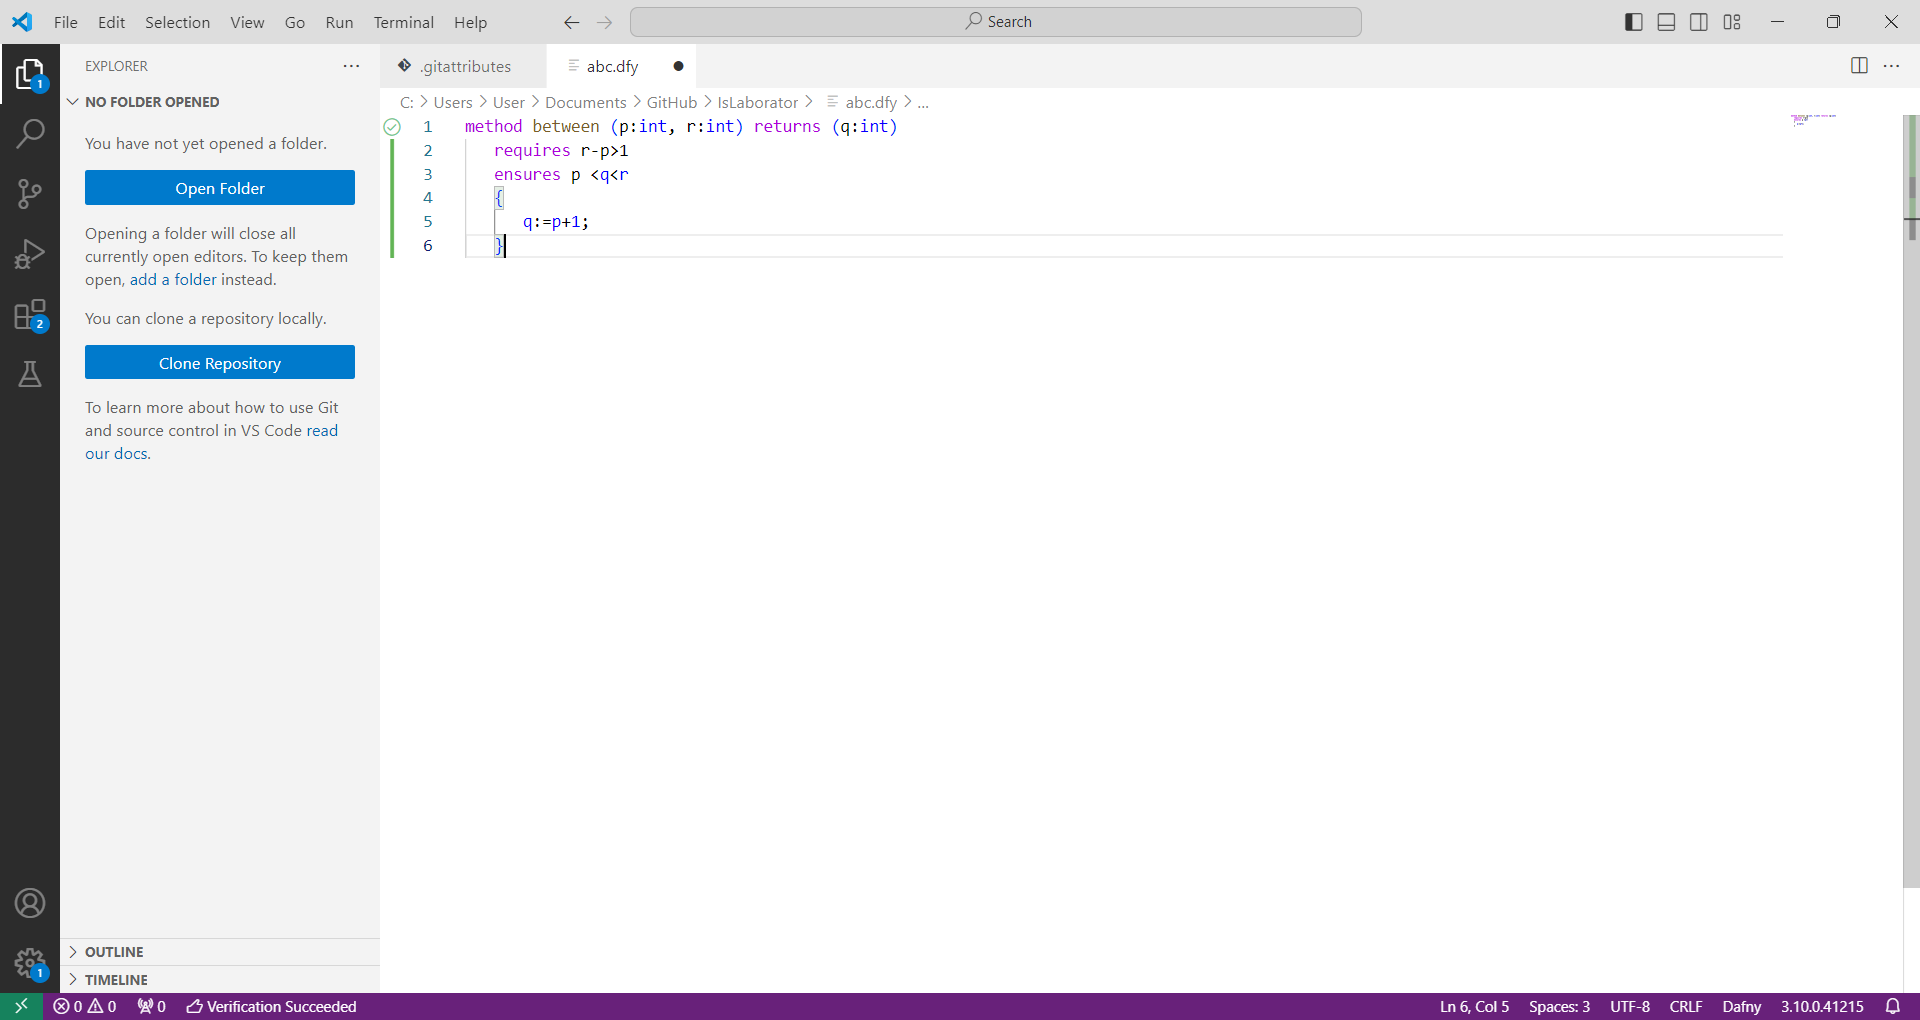 File Edit Selection View Go Run Terminal Help
Search
EXPLORER
.gitattributes
abc.dfy
NO FOLDER OPENED
You have not yet opened a folder.
Open Folder
Opening a folder will close all
currently open editors. To keep them
open, add a folder instead.
You can clone a repository locally.
Clone Repository
To learn more about how to use Git
and source control in VS Code read
our docs.
OUTLINE
TIMELINE
1
2
1
C: > Users > User > Documents > GitHub > IsLaborator > abc.dfy > ...
1 method between (p:int, r:int) returns (q:int)
2 requires r-p>1
3 ensures p <q<r
4 {
5 q:=p+1;
6 }
0 0 0 Verification Succeeded
Ln 6, Col 5 Spaces: 3 UTF-8 CRLF Dafny 3.10.0.41215